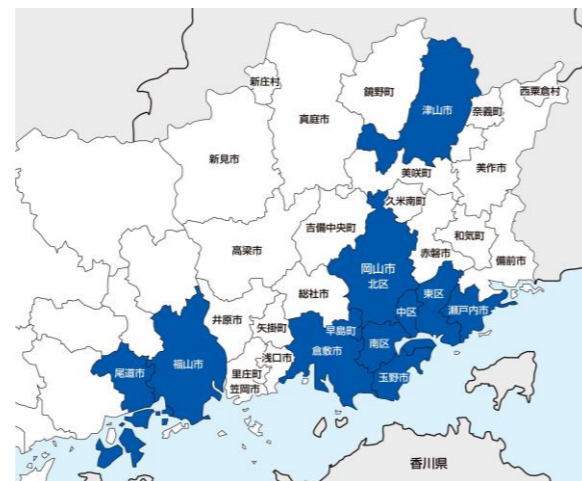 新庄村
鏡野町
津山市
奈義町
西粟倉村
真庭市
新見市
美咲町
美作市
久米南町
吉備中央町
高梁市
赤磐市
和気町
備前市
岡山市
北区
総社市
東区
中区
瀬戸内市
井原市
矢掛町
早島町
倉敷市
南区
浅口市
尾道市
福山市
里庄町
笠岡市
玉野市
香川県